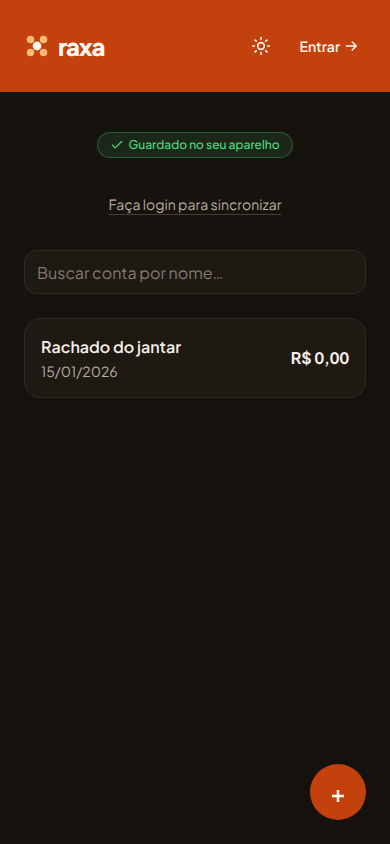 raxa
Entrar →
Guardado no seu aparelho
Faça login para sincronizar
Buscar conta por nome...
Rachado do jantar
R$ 0,00
15/01/2026
+